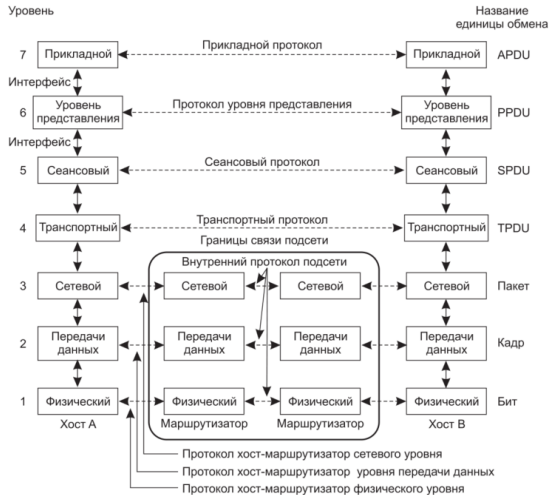 Уровень
Название
единицы обмена
7 Прикладной Прикладной протокол Прикладной APDU
Интерфейс
6 Уровень представления Протокол уровня представления Уровень представления PPDU
Интерфейс
5 Сеансовый Сеансовый протокол Сеансовый SPDU
4 Транспортный Транспортный протокол Транспортный TPDU
Границы связи подсети
Внутренний протокол подсети
3 Сетевой Сетевой Сетевой Сетевой Пакет
2 Передачи данных Передачи данных Передачи данных Передачи данных Кадр
1 Физический Физический Физический Физический Бит
Хост A Маршрутизатор Маршрутизатор Хост B
Протокол хост-маршрутизатор сетевого уровня
Протокол хост-маршрутизатор уровня передачи данных
Протокол хост-маршрутизатор физического уровня